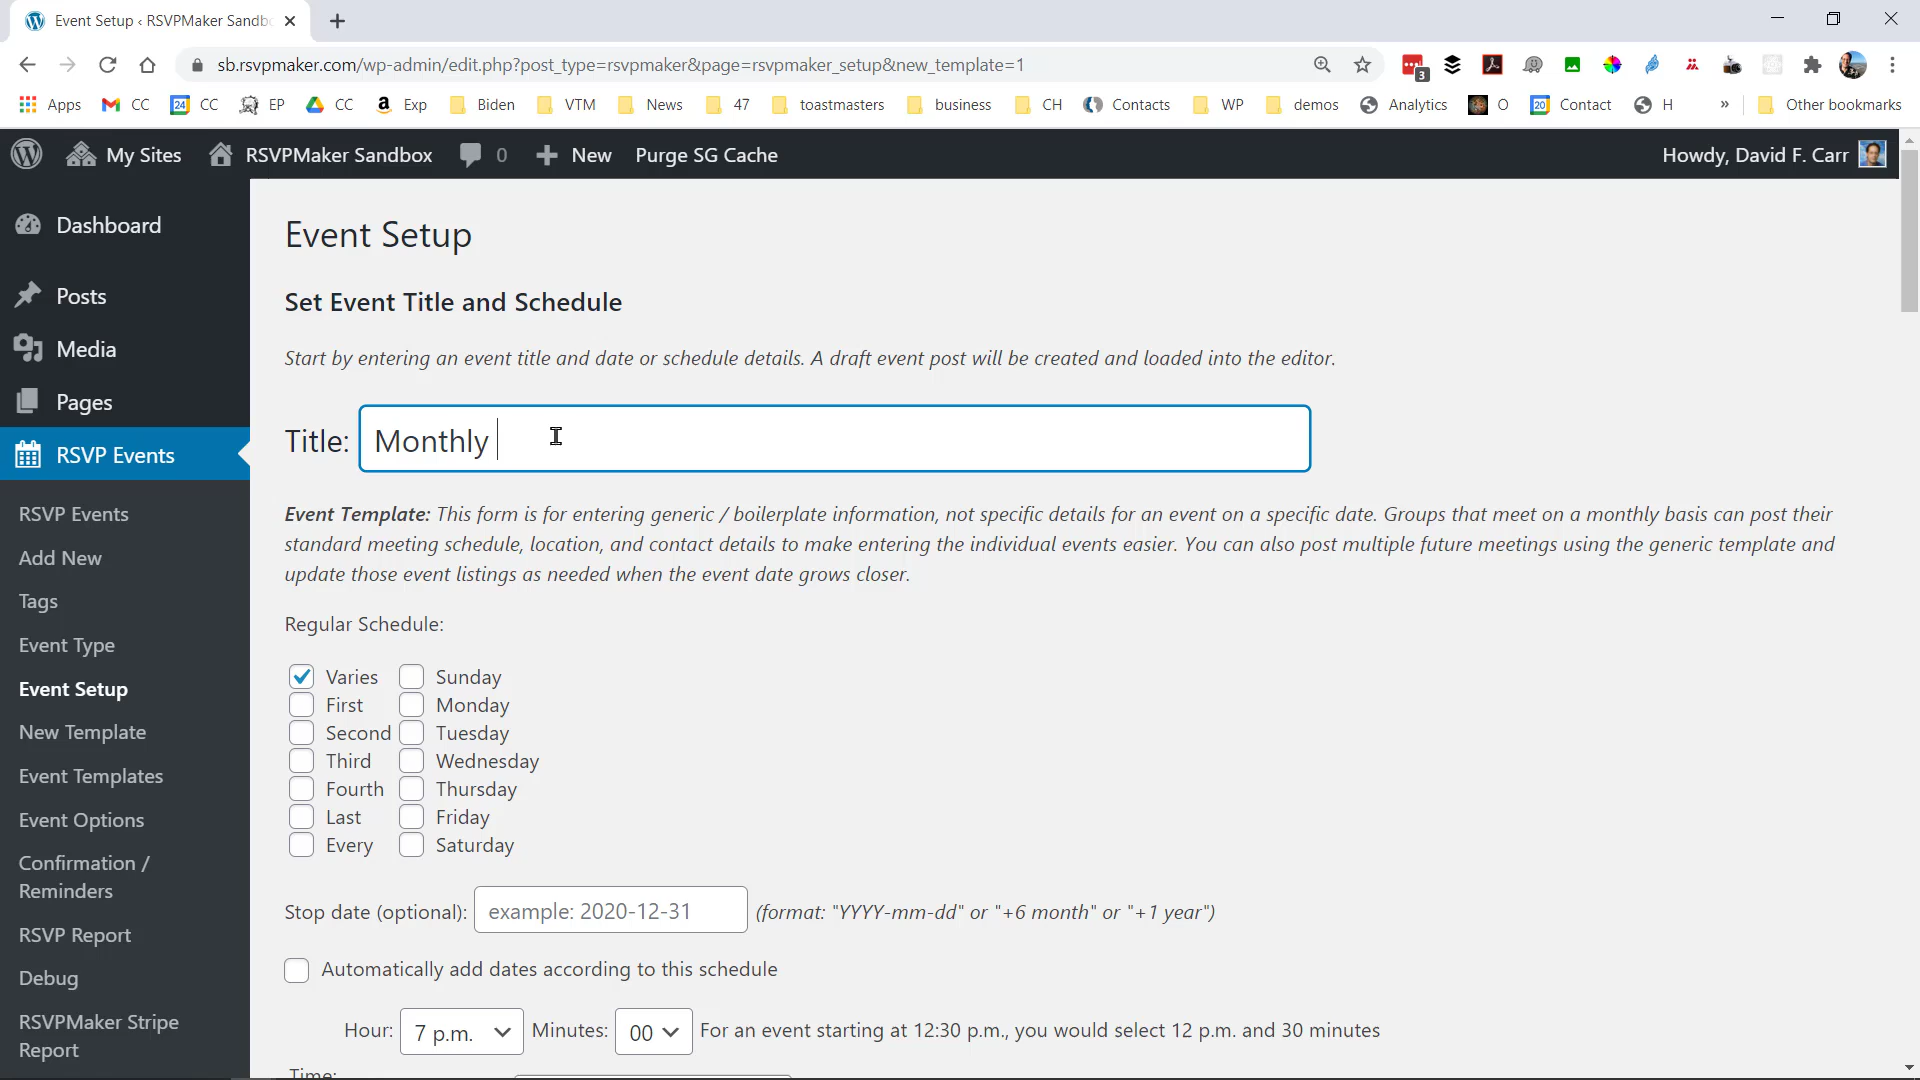 Event Setup ‹ RSVPMaker Sandb
sb.rsvpmaker.com/wp-admin/edit.php?post_type=rsvpmaker&page=rsvpmaker_setup&new_template=1
3
Apps CC 24 CC EP CC Exp Biden VTM News 47 toastmasters business CH Contacts WP demos Analytics O 20 Contact H » Other bookmarks
My Sites RSVPMaker Sandbox 0 New Purge SG Cache Howdy, David F. Carr
Dashboard
Posts
Media
Pages
RSVP Events
RSVP Events
Add New
Tags
Event Type
Event Setup
New Template
Event Templates
Event Options
Confirmation /
Reminders
RSVP Report
Debug
RSVPMaker Stripe
Report
Event Setup
Set Event Title and Schedule
Start by entering an event title and date or schedule details. A draft event post will be created and loaded into the editor.
Title: Monthly
Event Template: This form is for entering generic / boilerplate information, not specific details for an event on a specific date. Groups that meet on a monthly basis can post their
standard meeting schedule, location, and contact details to make entering the individual events easier. You can also post multiple future meetings using the generic template and
update those event listings as needed when the event date grows closer.
Regular Schedule:
Varies Sunday
First Monday
Second Tuesday
Third Wednesday
Fourth Thursday
Last Friday
Every Saturday
Stop date (optional): example: 2020-12-31 (format: "YYYY-mm-dd" or "+6 month" or "+1 year")
Automatically add dates according to this schedule
Hour: 7 p.m. Minutes: 00 For an event starting at 12:30 p.m., you would select 12 p.m. and 30 minutes
Time: